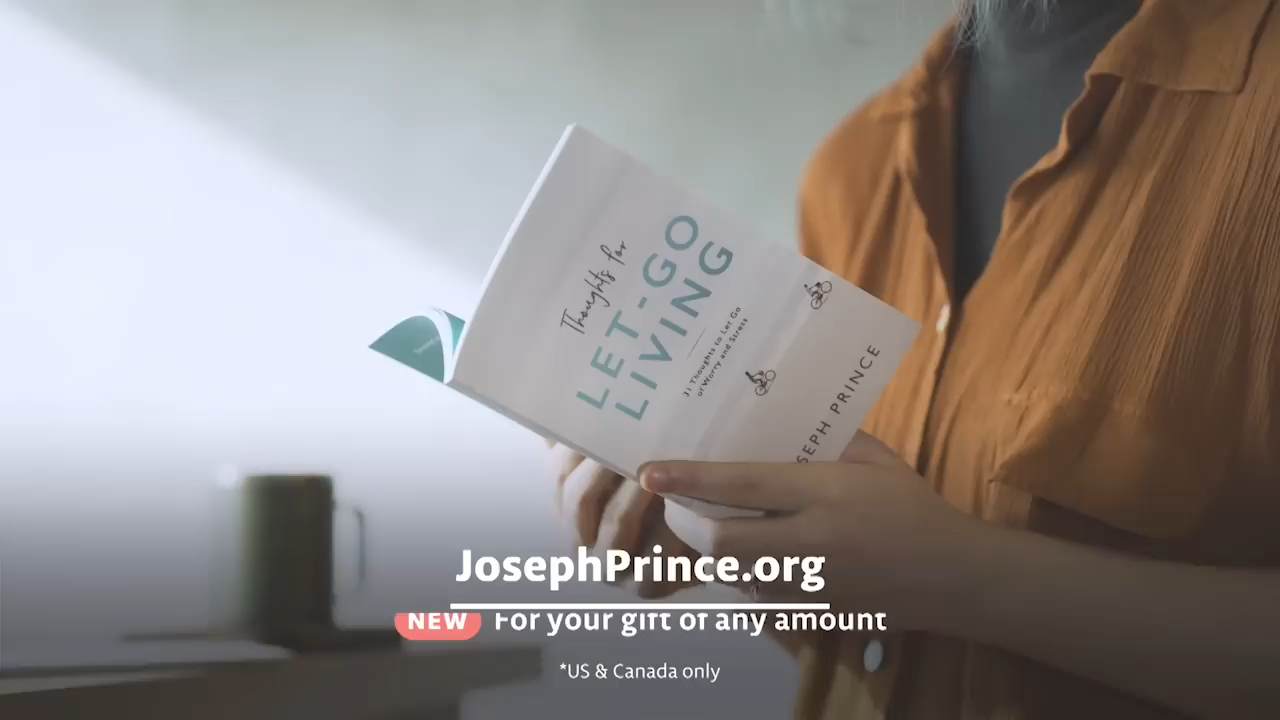 Thoughts for
LET-GO
LIVING
31 Thoughts to Let Go
of Worry and Stress
SEPH PRINCE
JosephPrince.org
NEW For your gift of any amount
*US & Canada only